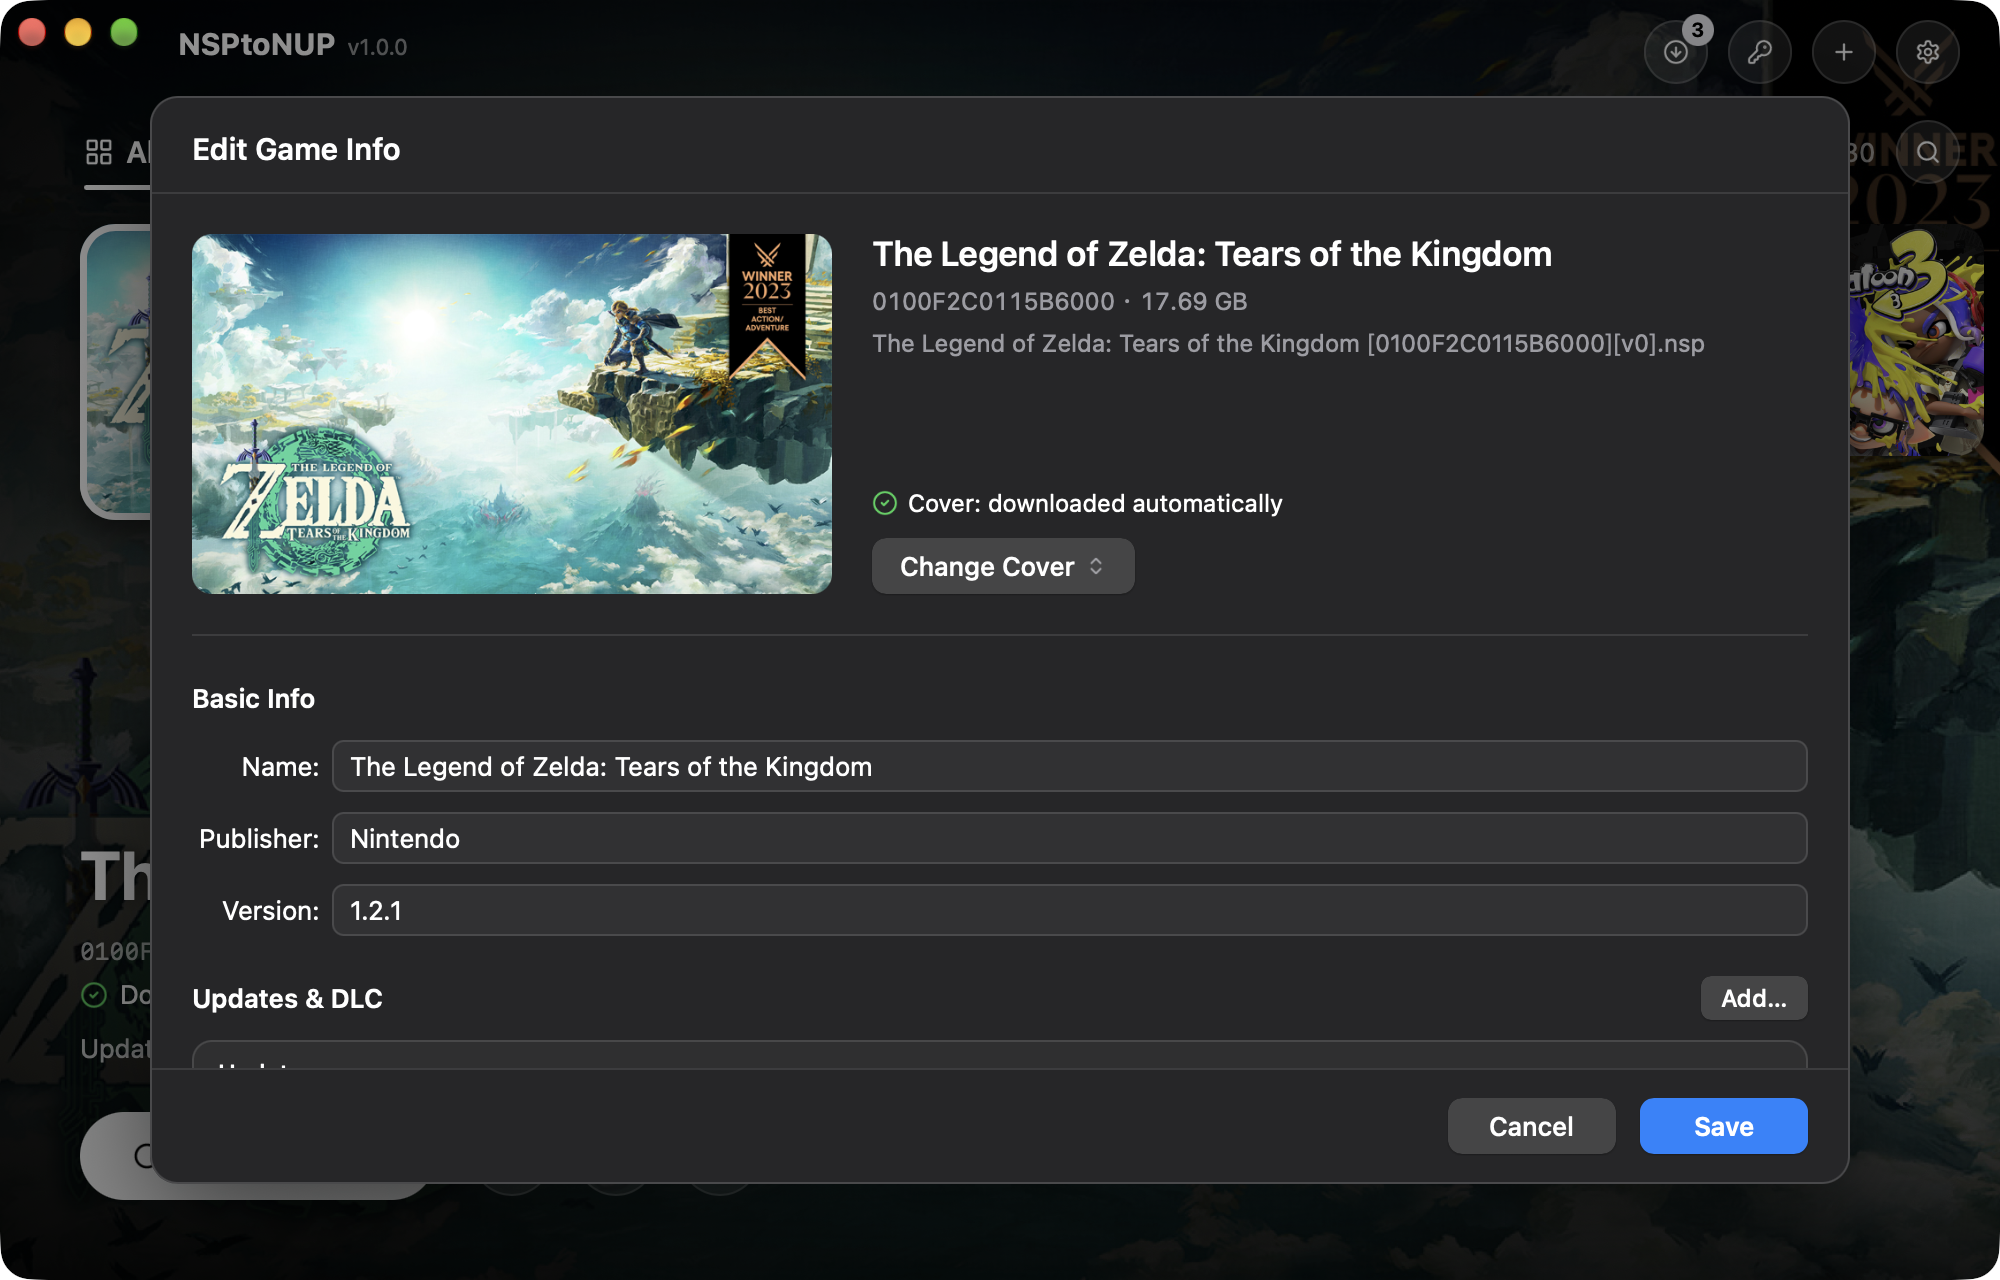 NSPtoNUP v1.0.0
3
Edit Game Info
WINNER
2023
BEST
ACTION/
ADVENTURE
THE LEGEND OF
ZELDA
TEARS OF THE KINGDOM
The Legend of Zelda: Tears of the Kingdom
0100F2C0115B6000 · 17.69 GB
The Legend of Zelda: Tears of the Kingdom [0100F2C0115B6000][v0].nsp
Cover: downloaded automatically
Change Cover
Basic Info
Name: The Legend of Zelda: Tears of the Kingdom
Publisher: Nintendo
Version: 1.2.1
Updates & DLC
Add...
Cancel
Save